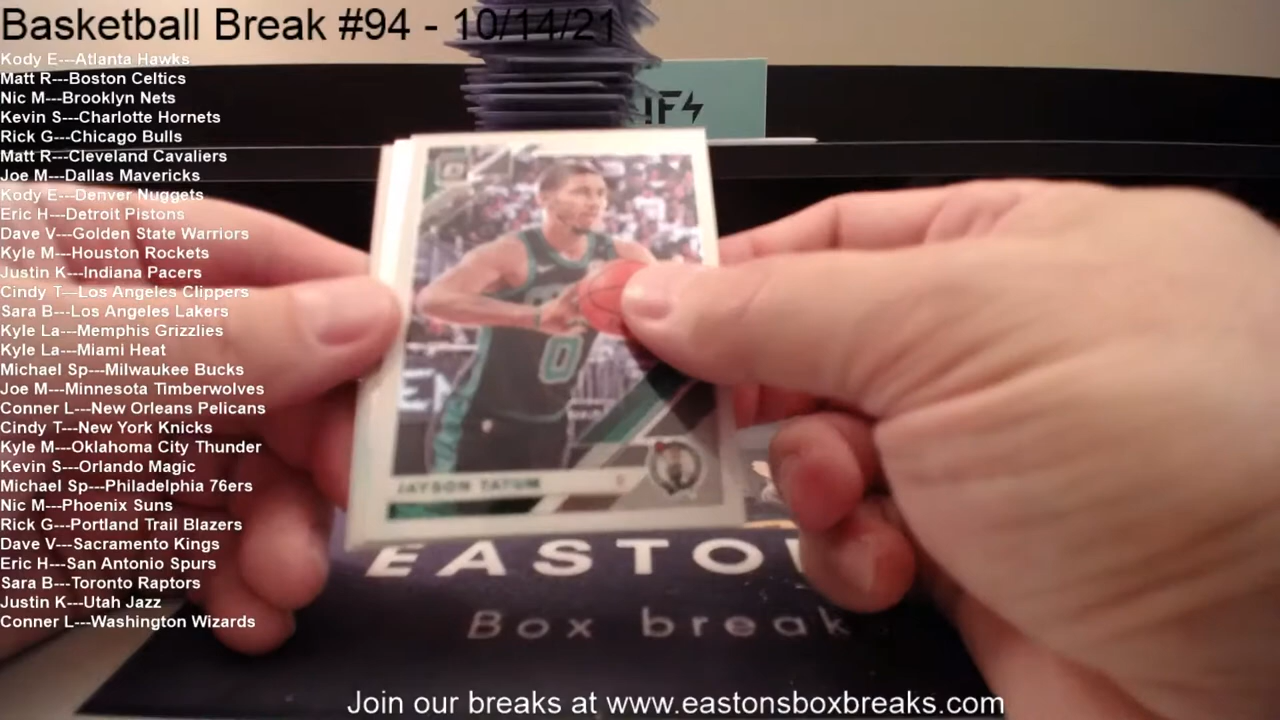 Basketball Break #94 - 10/14/21
Kody E---Atlanta Hawks
Matt R---Boston Celtics
Nic M---Brooklyn Nets
Kevin S---Charlotte Hornets
Rick G---Chicago Bulls
Matt R---Cleveland Cavaliers
Joe M---Dallas Mavericks
Kody E---Denver Nuggets
Eric H---Detroit Pistons
Dave V---Golden State Warriors
Kyle M---Houston Rockets
Justin K---Indiana Pacers
Cindy T---Los Angeles Clippers
Sara B---Los Angeles Lakers
Kyle La---Memphis Grizzlies
Kyle La---Miami Heat
Michael Sp---Milwaukee Bucks
Joe M---Minnesota Timberwolves
Conner L---New Orleans Pelicans
Cindy T---New York Knicks
Kyle M---Oklahoma City Thunder
Kevin S---Orlando Magic
Michael Sp---Philadelphia 76ers
Nic M---Phoenix Suns
Rick G---Portland Trail Blazers
Dave V---Sacramento Kings
Eric H---San Antonio Spurs
Sara B---Toronto Raptors
Justin K---Utah Jazz
Conner L---Washington Wizards
0
JAYSON TATUM
EASTO
Box break
Join our breaks at www.eastonsboxbreaks.com